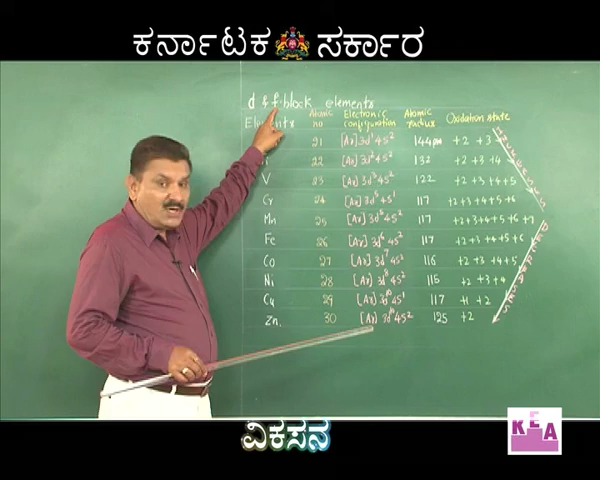 ಕರ್ನಾಟಕ ಸರ್ಕಾರ
d & f-block elements
Elements Atomic no Electronic configuration Atomic radius Oxidation state
21 [Ar] 3d¹ 4s² 144pm +2 +3
22 [Ar] 3d² 4s² 132 +2 +3 +4
V 23 [Ar] 3d³ 4s² 122 +2 +3 +4 +5
Cr 24 [Ar] 3d⁵ 4s¹ 117 +2 +3 +4 +5 +6
Mn 25 [Ar] 3d⁵ 4s² 117 +2 +3 +4 +5 +6 +7
Fe 26 [Ar] 3d⁶ 4s² 117 +2 +3 +4 +5 +6
Co 27 [Ar] 3d⁷ 4s² 116 +2 +3 +4 +5
Ni 28 [Ar] 3d⁸ 4s² 115 +2 +3 +4
Cu 29 [Ar] 3d¹⁰ 4s¹ 117 +1 +2
Zn. 30 [Ar] 3d¹⁰ 4s² 125 +2
INCREASES
DECREASES
ವಿಕಸನ
KEA